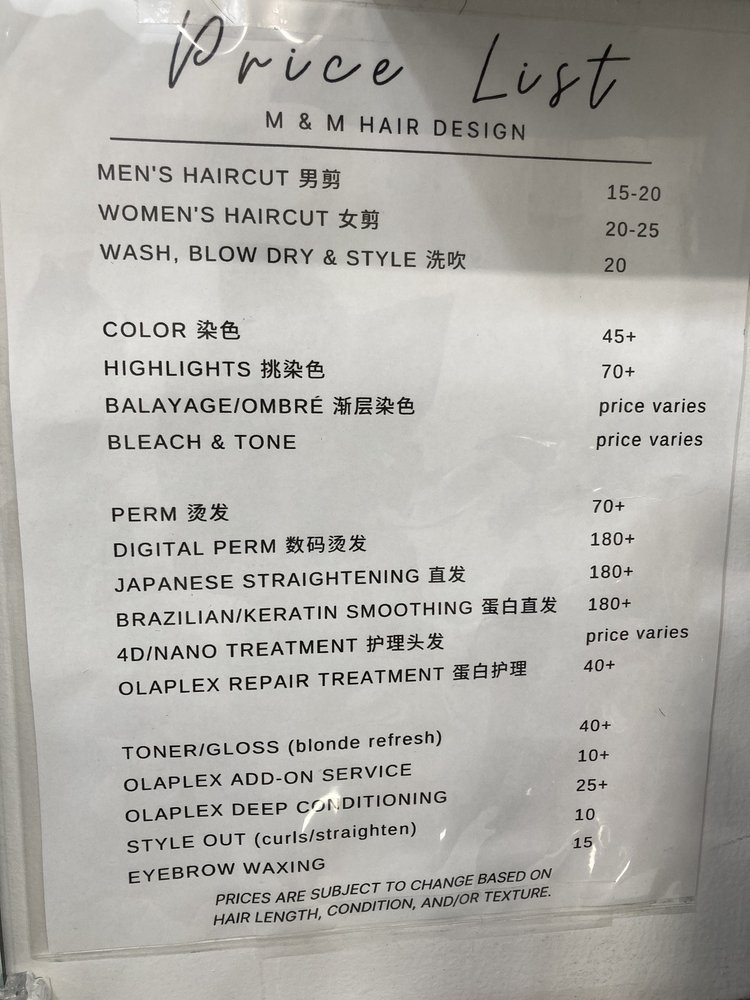 Price List
M & M HAIR DESIGN
MEN'S HAIRCUT 男剪 15-20
WOMEN'S HAIRCUT 女剪 20-25
WASH, BLOW DRY & STYLE 洗吹 20
COLOR 染色 45+
HIGHLIGHTS 挑染色 70+
BALAYAGE/OMBRÉ 渐层染色 price varies
BLEACH & TONE price varies
PERM 烫发 70+
DIGITAL PERM 数码烫发 180+
JAPANESE STRAIGHTENING 直发 180+
BRAZILIAN/KERATIN SMOOTHING 蛋白直发 180+
4D/NANO TREATMENT 护理头发 price varies
OLAPLEX REPAIR TREATMENT 蛋白护理 40+
TONER/GLOSS (blonde refresh) 40+
OLAPLEX ADD-ON SERVICE 10+
OLAPLEX DEEP CONDITIONING 25+
STYLE OUT (curls/straighten) 10
EYEBROW WAXING 15
PRICES ARE SUBJECT TO CHANGE BASED ON
HAIR LENGTH, CONDITION, AND/OR TEXTURE.